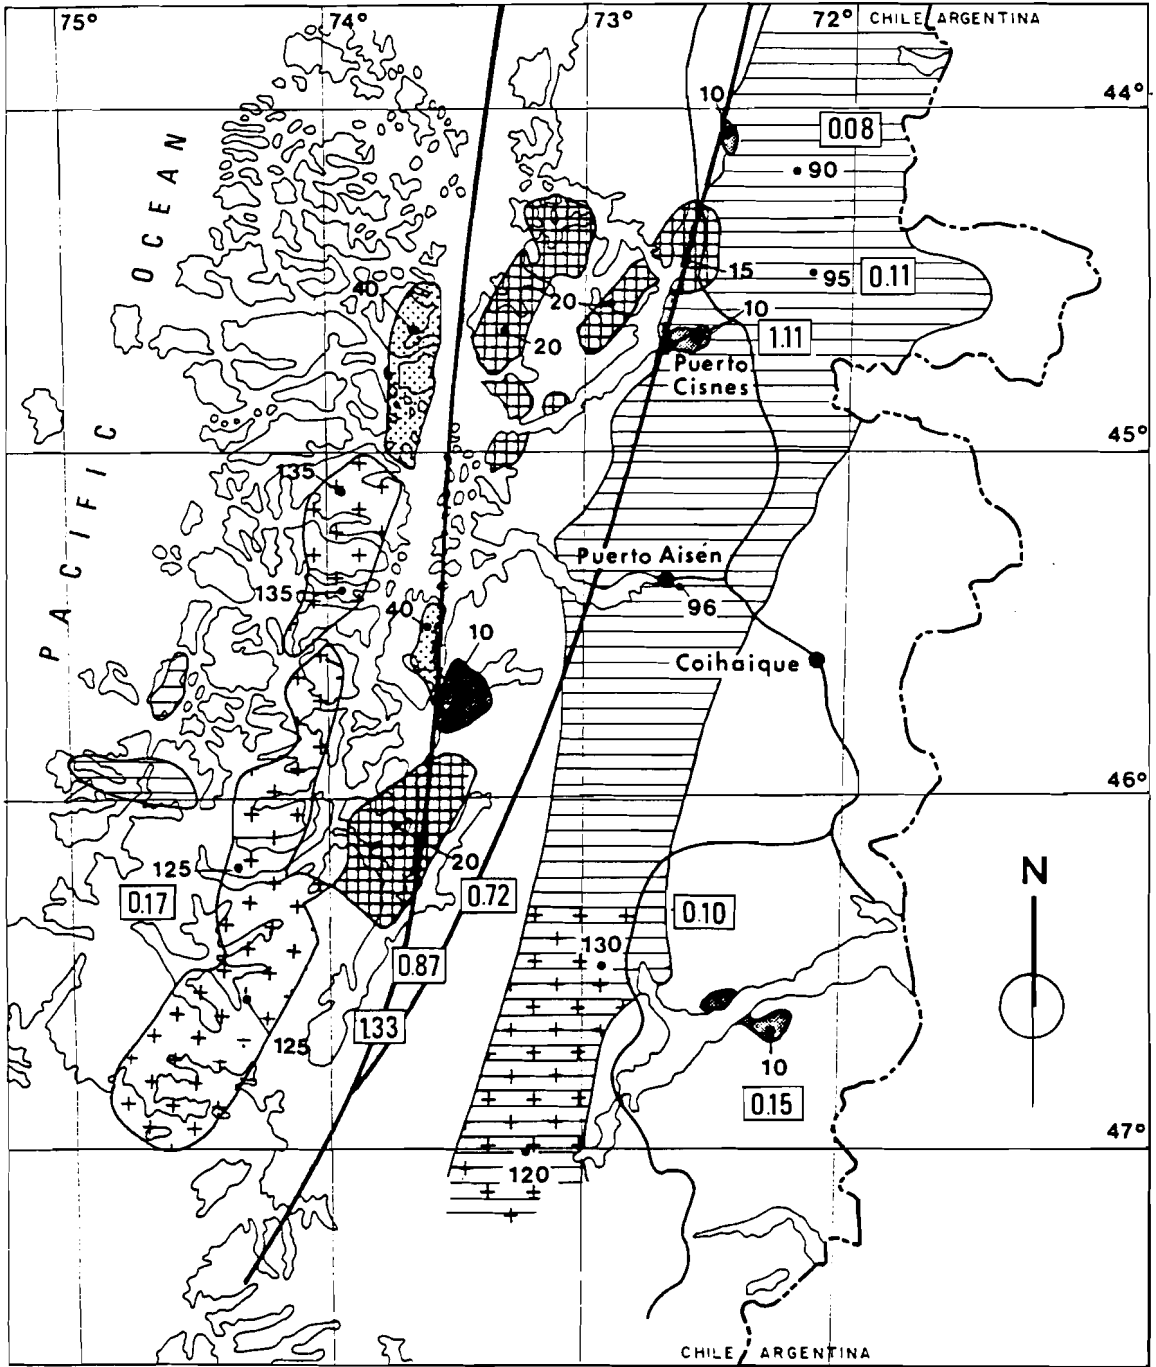 75° 74° 73° 72° CHILE ARGENTINA
10 44°
0.08
90
OCEAN
15
95 0.11
40 20 10
20 1.11
Puerto
Cisnes
PACIFIC
45°
135
Puerto Aisén
135 40 96
10
Coihaique
46°
125 20
0.72
0.17 0.10
N
130
0.87
1.33
125
10
0.15
47°
120
CHILE ARGENTINA